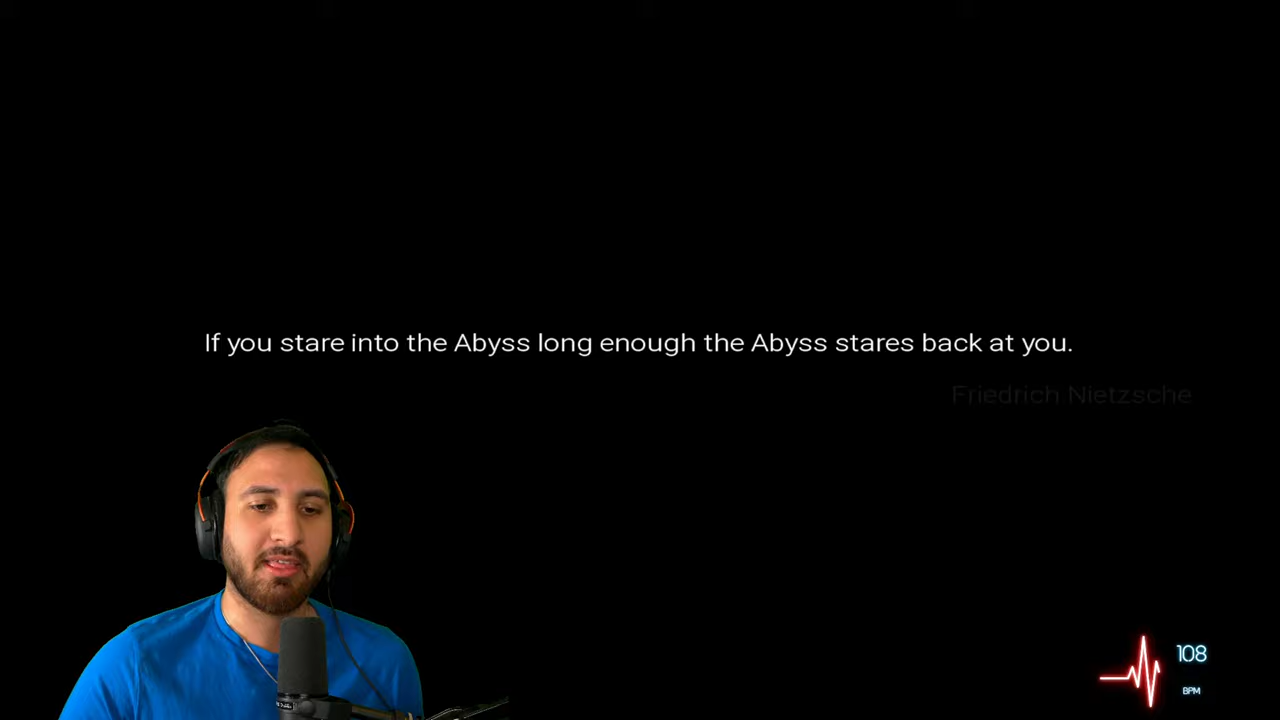 If you stare into the Abyss long enough the Abyss stares back at you.
Friedrich Nietzsche
108
BPM